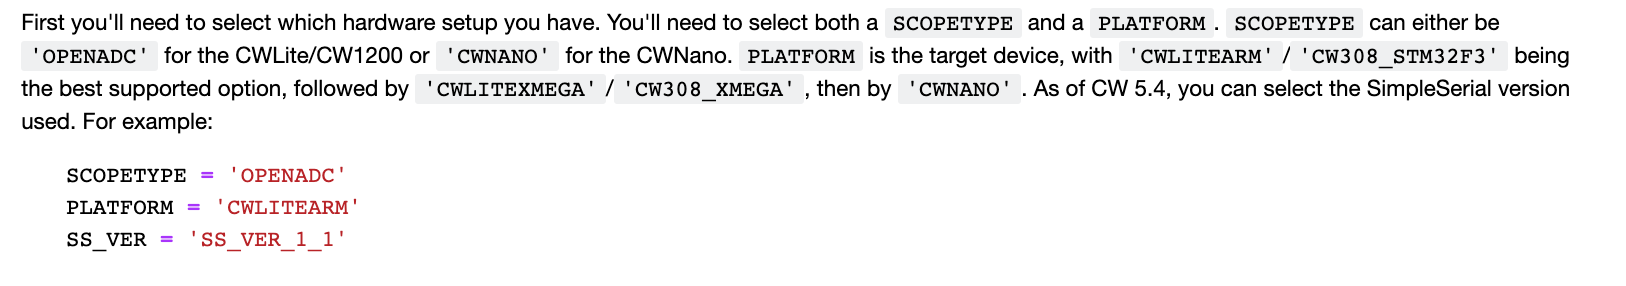 First you'll need to select which hardware setup you have. You'll need to select both a SCOPETYPE and a PLATFORM . SCOPETYPE can either be
'OPENADC' for the CWLite/CW1200 or 'CWNANO' for the CWNano. PLATFORM is the target device, with 'CWLITEARM' / 'CW308_STM32F3' being
the best supported option, followed by 'CWLITEXMEGA' / 'CW308_XMEGA' , then by 'CWNANO' . As of CW 5.4, you can select the SimpleSerial version
used. For example:
SCOPETYPE = 'OPENADC'
PLATFORM = 'CWLITEARM'
SS_VER = 'SS_VER_1_1'